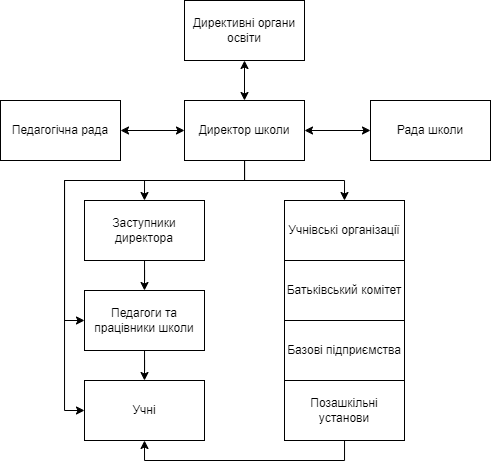 Директивні органи
освіти
Педагогічна рада
Директор школи
Рада школи
Заступники
директора
Учнівські організації
Батьківський комітет
Педагоги та
працівники школи
Базові підприємства
Учні
Позашкільні
установи